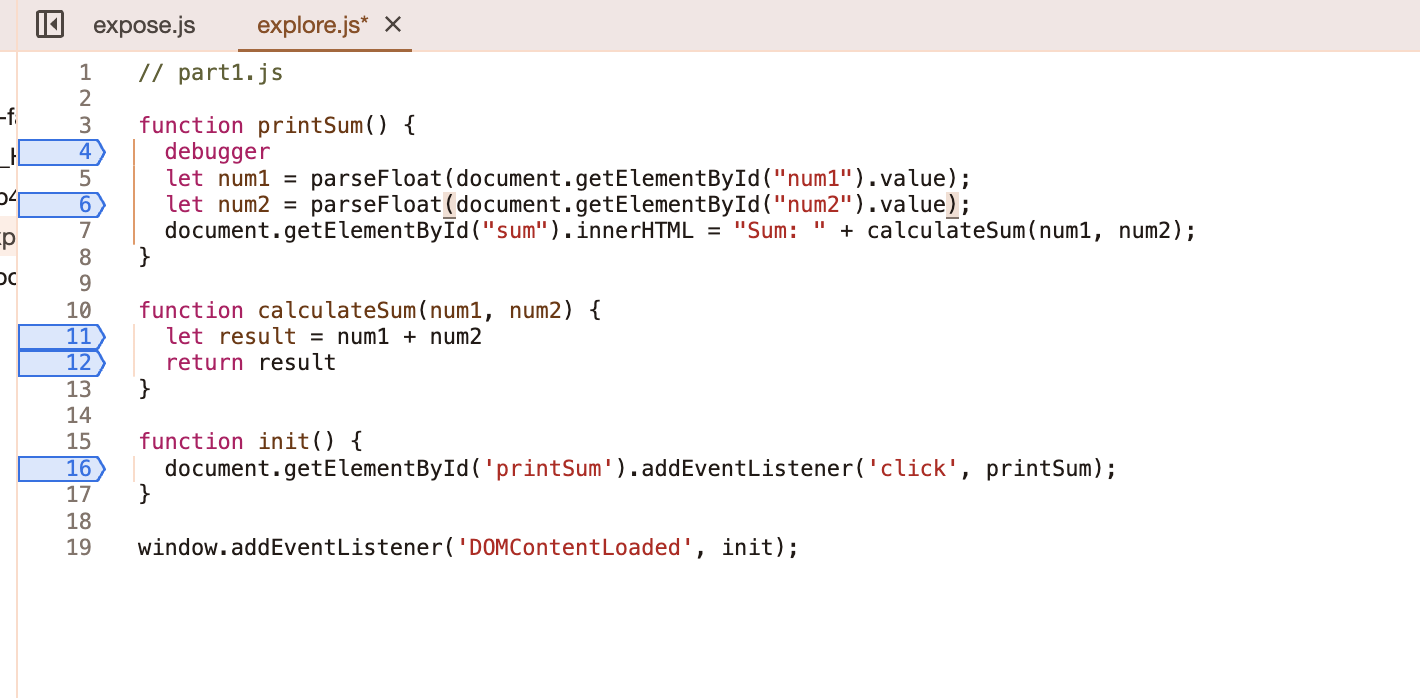 expose.js explore.js*
1 // part1.js
2
3 function printSum() {
4   debugger
5   let num1 = parseFloat(document.getElementById("num1").value);
6   let num2 = parseFloat(document.getElementById("num2").value);
7   document.getElementById("sum").innerHTML = "Sum: " + calculateSum(num1, num2);
8 }
9
10 function calculateSum(num1, num2) {
11   let result = num1 + num2
12   return result
13 }
14
15 function init() {
16   document.getElementById('printSum').addEventListener('click', printSum);
17 }
18
19 window.addEventListener('DOMContentLoaded', init);